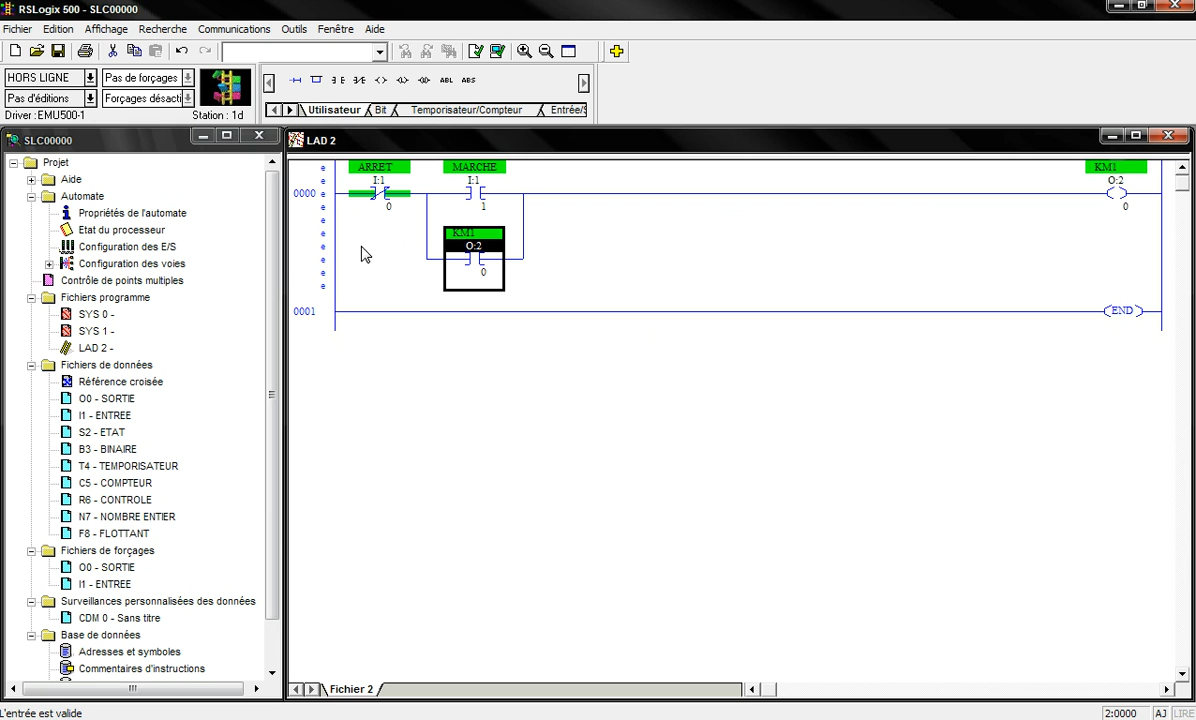 RSLogix 500 - SLC00000
Fichier Edition Affichage Recherche Communications Outils Fenêtre Aide
HORS LIGNE Pas de forçages
Pas d'éditions Forçages désacti
Driver : EMU500-1 Station : 1d
ABL ABS
Utilisateur Bit Temporisateur/Compteur Entrée/S
SLC00000
Projet
Aide
Automate
Propriétés de l'automate
Etat du processeur
Configuration des E/S
Configuration des voies
Contrôle de points multiples
Fichiers programme
SYS 0 -
SYS 1 -
LAD 2 -
Fichiers de données
Référence croisée
O0 - SORTIE
I1 - ENTREE
S2 - ETAT
B3 - BINAIRE
T4 - TEMPORISATEUR
C5 - COMPTEUR
R6 - CONTROLE
N7 - NOMBRE ENTIER
F8 - FLOTTANT
Fichiers de forçages
O0 - SORTIE
I1 - ENTREE
Surveillances personnalisées des données
CDM 0 - Sans titre
Base de données
Adresses et symboles
Commentaires d'instructions
LAD 2
ARRET MARCHE KM1
I:1 I:1 O:2
0000
0 1 0
KM1
O:2
0
e
e
e
e
e
e
e
e
e
0001 END
Fichier 2
L'entrée est valide 2:0000 AJ LIRE